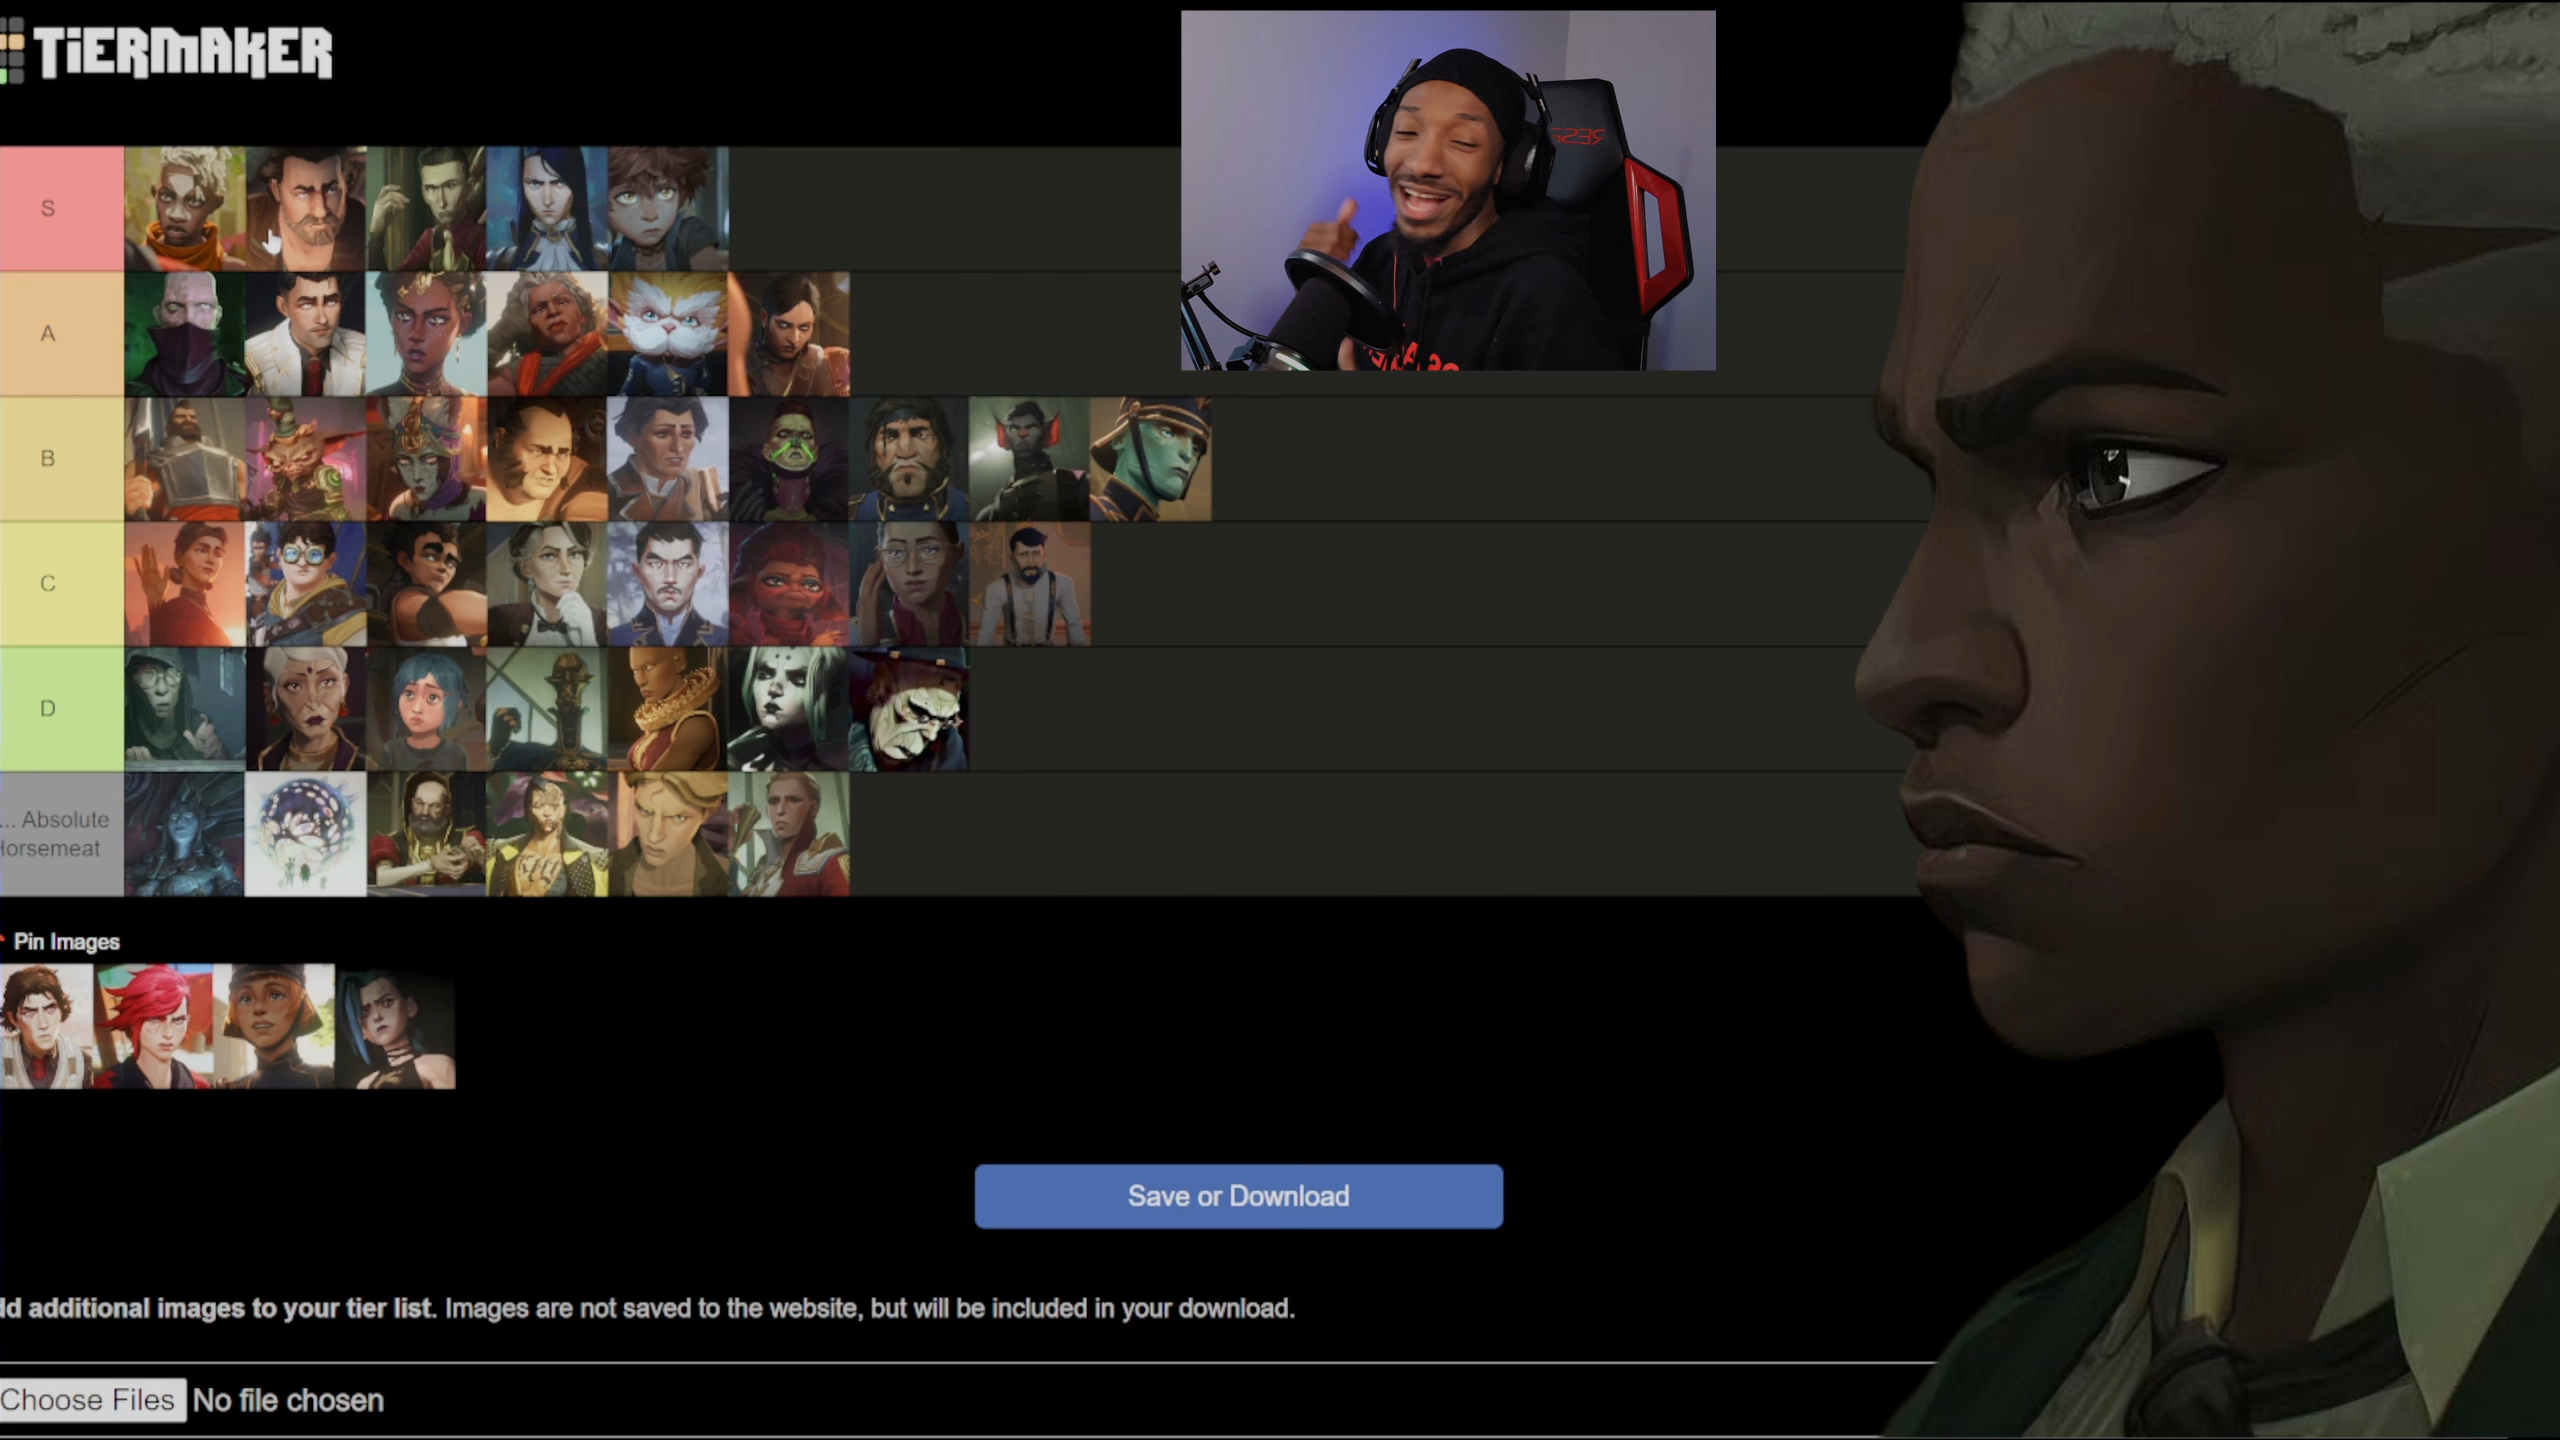 TiERMAKER
S
A
B
C
D
... Absolute
Horsemeat
Pin Images
Save or Download
dd additional images to your tier list. Images are not saved to the website, but will be included in your download.
Choose Files No file chosen